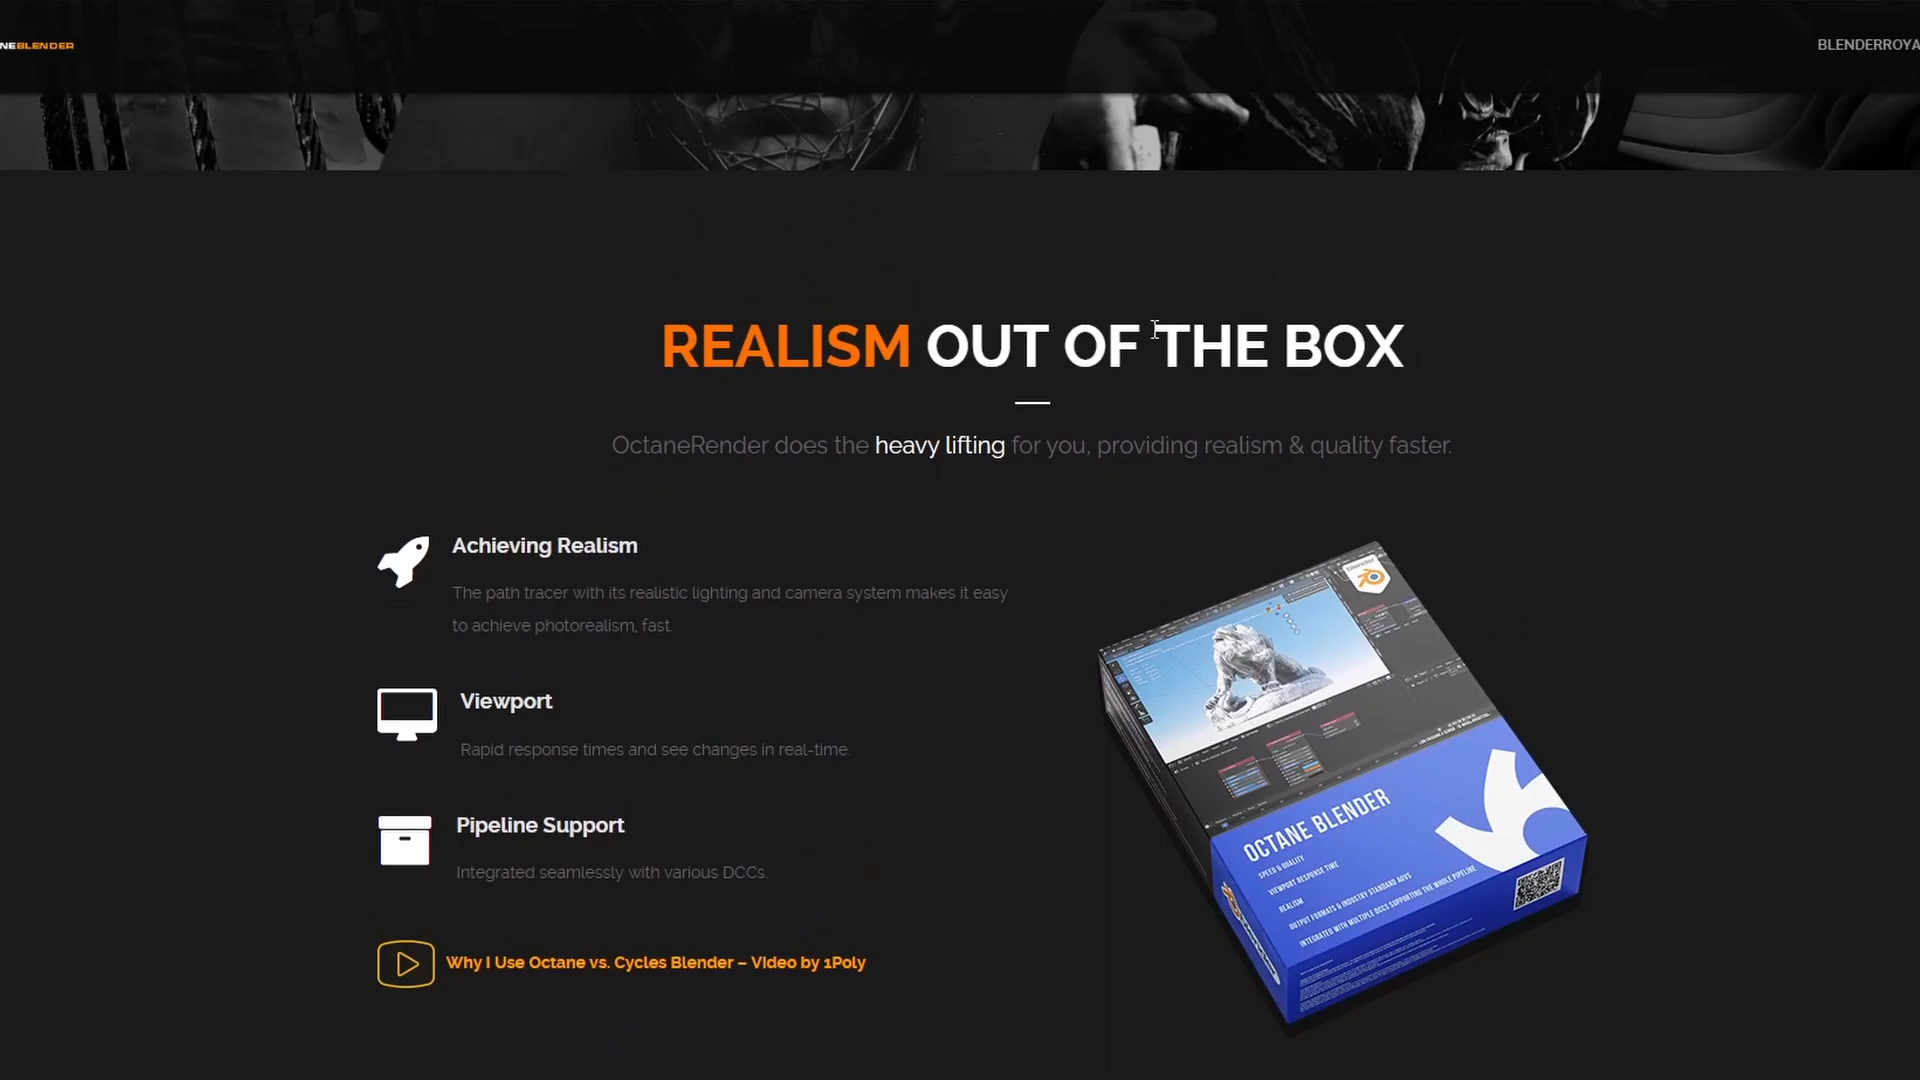 NEBLENDER
BLENDERROYA
REALISM OUT OF THE BOX
OctaneRender does the heavy lifting for you, providing realism & quality faster.
Achieving Realism
The path tracer with its realistic lighting and camera system makes it easy
to achieve photorealism, fast.
Viewport
Rapid response times and see changes in real-time.
Pipeline Support
Integrated seamlessly with various DCCs.
Why I Use Octane vs. Cycles Blender – VIdeo by 1Poly
blender
OCTANE BLENDER
SPEED & QUALITY
VIEWPORT RESPONSE TIME
REALISM
OUTPUT FORMATS & INDUSTRY STANDARD AOVS
INTEGRATED WITH MULTIPLE DCCS SUPPORTING THE WHOLE PIPELINE